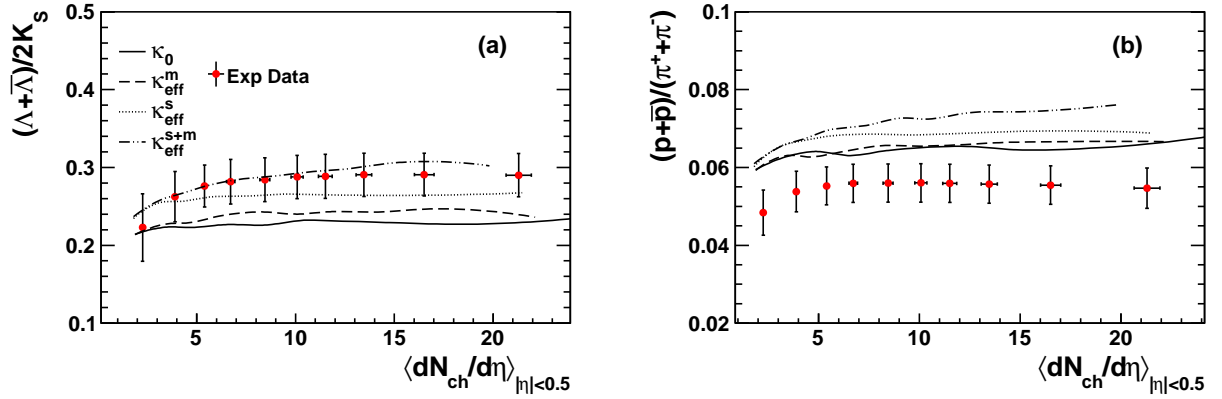 (Λ+Λ̅)/2K_S
0.5
0.4
0.3
0.2
0.1
(a)
κ_0
κ_eff^m
κ_eff^s
κ_eff^{s+m}
Exp Data
5 10 15 20
⟨dN_ch/dη⟩_{|η|<0.5}
(p+p̅)/(π^++π^-)
0.1
0.08
0.06
0.04
0.02
(b)
5 10 15 20
⟨dN_ch/dη⟩_{|η|<0.5}